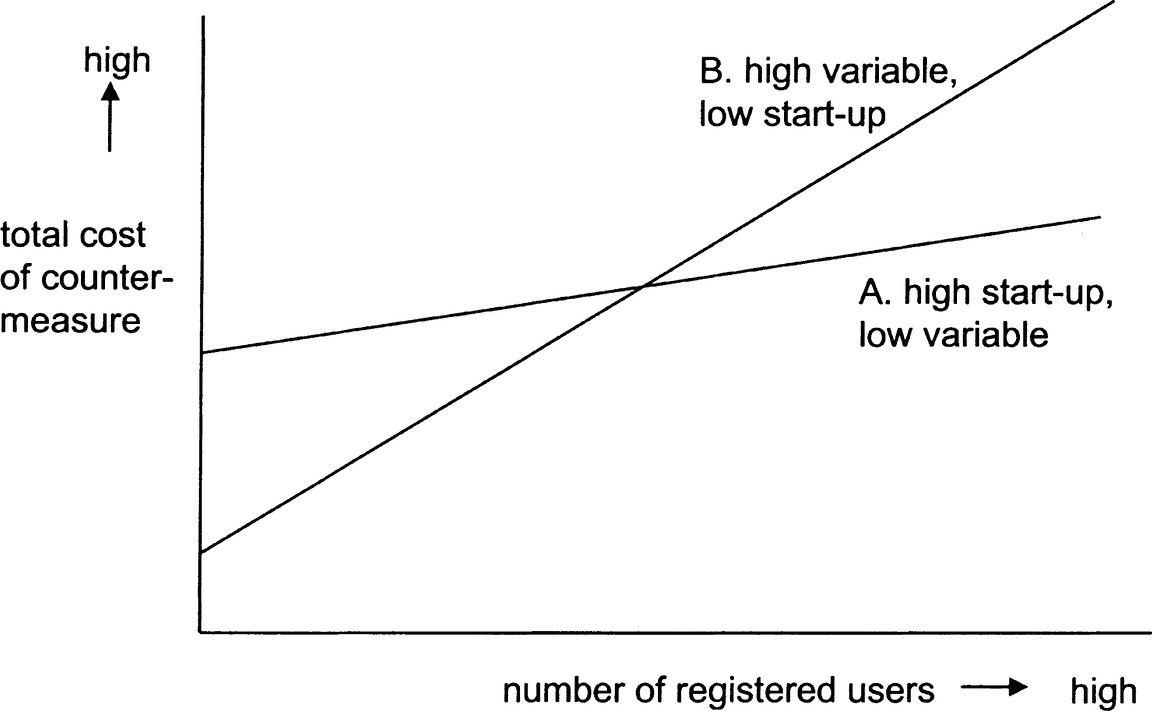 high
B. high variable,
low start-up
total cost
of counter-
measure
A. high start-up,
low variable
number of registered users
high